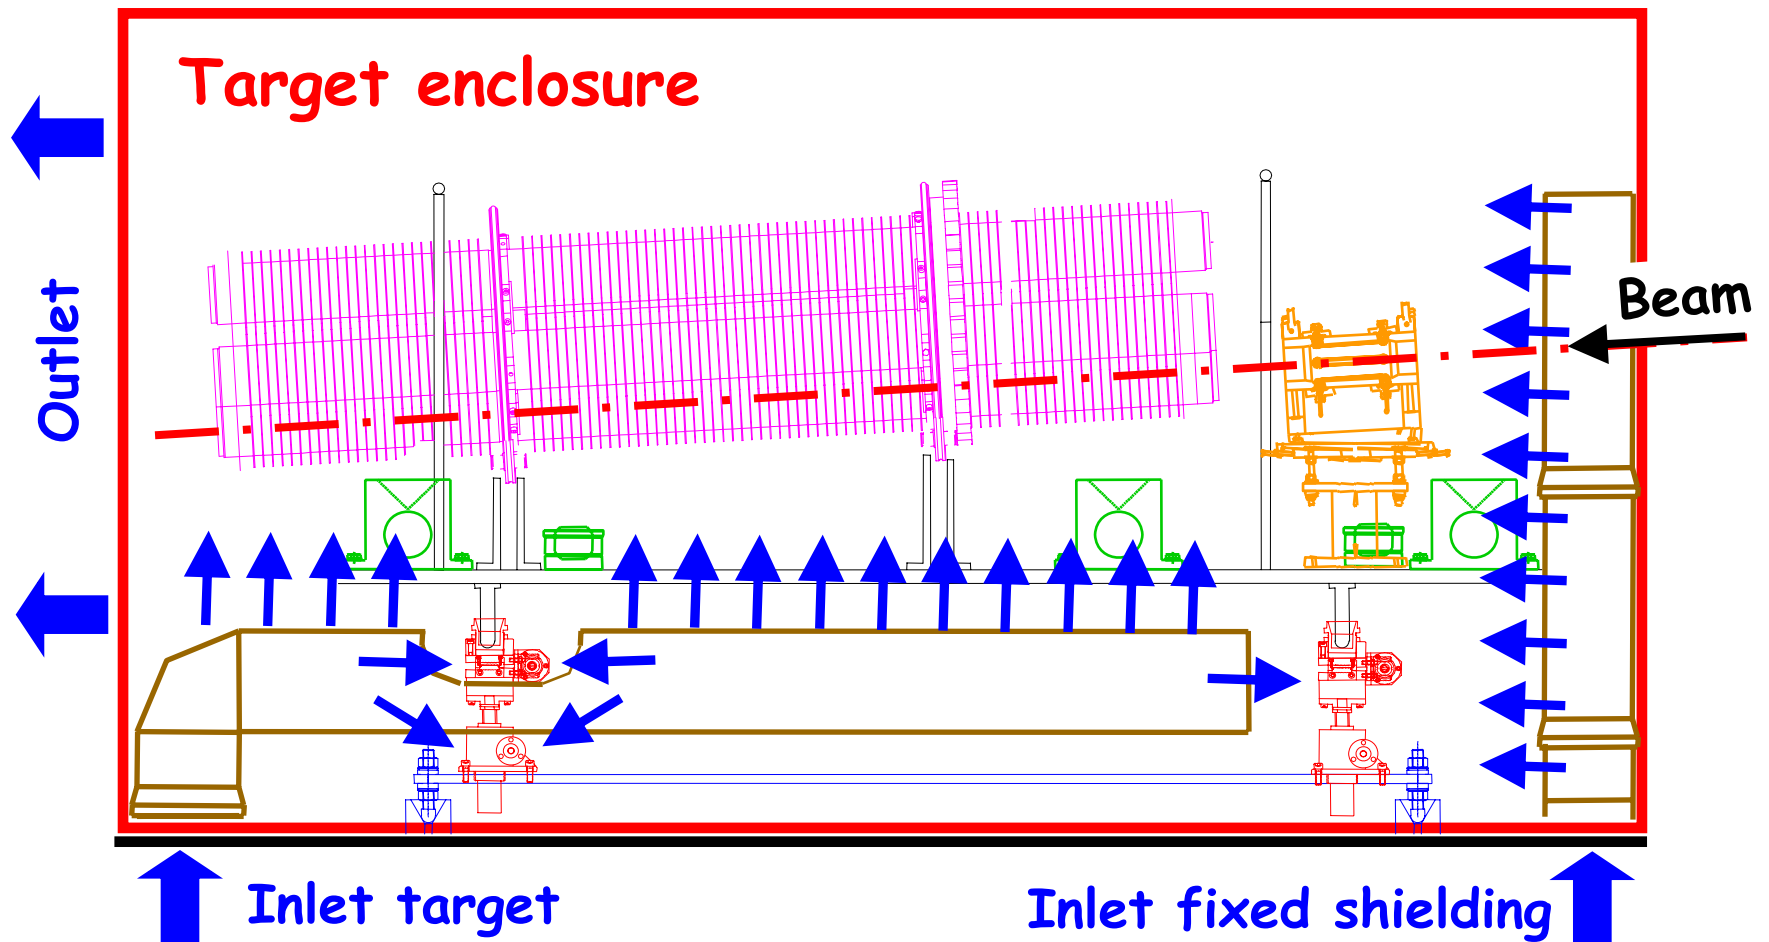 Target enclosure
Outlet
Beam
Inlet target
Inlet fixed shielding